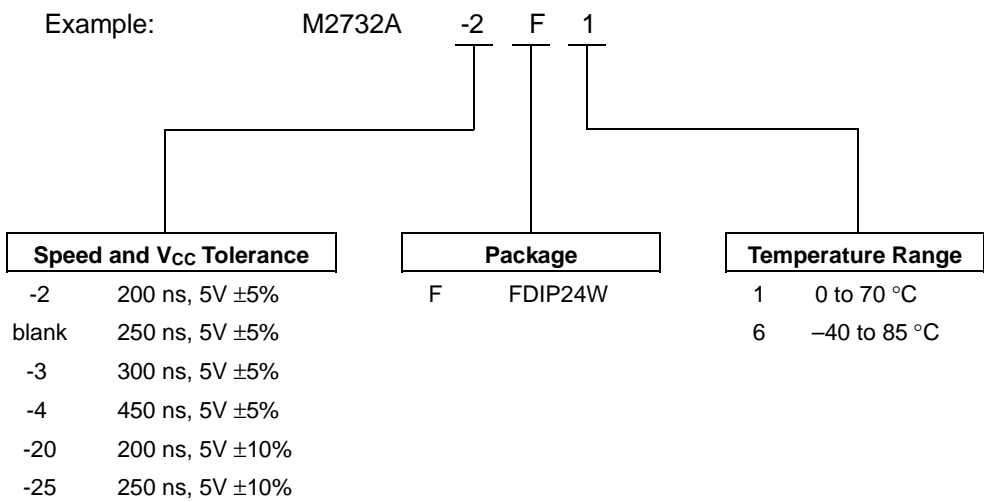 Example: M2732A -2 F 1
Speed and VCC Tolerance
-2 200 ns, 5V ±5%
blank 250 ns, 5V ±5%
-3 300 ns, 5V ±5%
-4 450 ns, 5V ±5%
-20 200 ns, 5V ±10%
-25 250 ns, 5V ±10%
Package
F FDIP24W
Temperature Range
1 0 to 70 °C
6 –40 to 85 °C